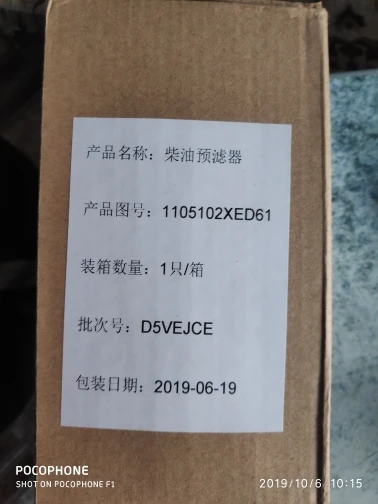 产品名称：柴油预滤器
产品图号：1105102XED61
装箱数量：1只/箱
批次号：D5VEJCE
包装日期：2019-06-19
POCOPHONE
SHOT ON POCOPHONE F1
2019/10/6 10:15